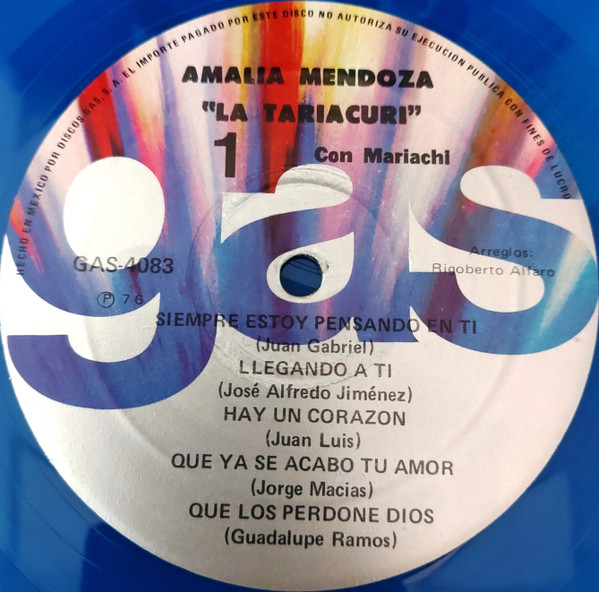 HECHO EN MEXICO POR DISCOS GAS, S. A. EL IMPORTE PAGADO POR ESTE DISCO NO AUTORIZA SU EJECUCION PUBLICA CON FINES DE LUCRO
AMALIA MENDOZA
"LA TARIACURI"
1
Con Mariachi
gas
GAS-4083
Arreglos:
Rigoberto Alfaro
Ⓟ 76
SIEMPRE ESTOY PENSANDO EN TI
(Juan Gabriel)
LLEGANDO A TI
(José Alfredo Jiménez)
HAY UN CORAZON
(Juan Luis)
QUE YA SE ACABO TU AMOR
(Jorge Macias)
QUE LOS PERDONE DIOS
(Guadalupe Ramos)